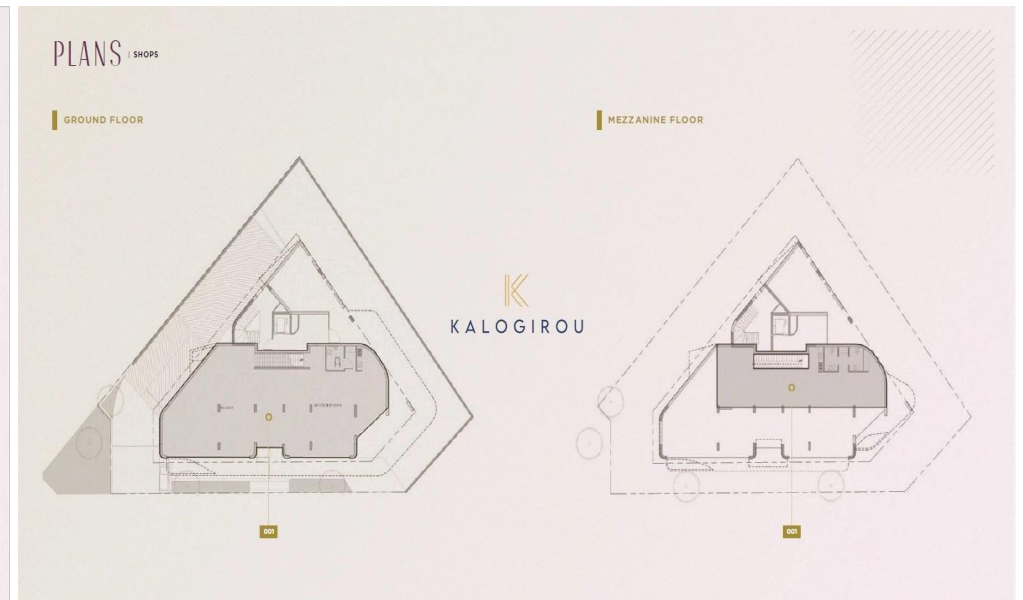 PLANS | SHOPS
GROUND FLOOR
MEZZANINE FLOOR
KALOGIROU
001
001